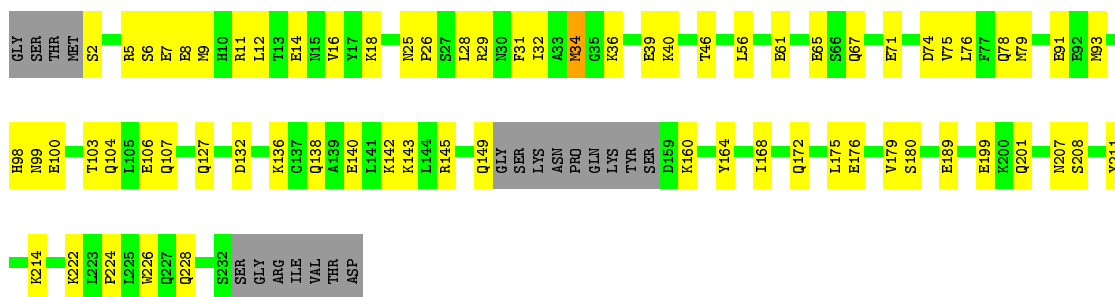 GLY SER THR MET S2 R5 S6 E7 E8 M9 H10 R11 L12 T13 E14 N15 V16 Y17 K18 N25 P26 S27 L28 R29 N30 F31 I32 A33 M34 G35 K36 E39 K40 T46 L56 E61 E65 S66 Q67 E71 D74 V75 L76 F77 Q78 M79 E91 E92 M93
H98 N99 E100 T103 Q104 L105 E106 Q107 Q127 D132 K136 C137 Q138 A139 E140 L141 K142 K143 L144 R145 Q149 GLY SER LYS ASN PRO GLN LYS TYR SER D159 K160 Y164 I168 Q172 L175 E176 V179 S180 E189 E199 K200 Q201 N207 S208
K214 K222 L223 P224 L225 W226 Q227 Q228 S232 SER GLY ARG ILE VAL THR ASP